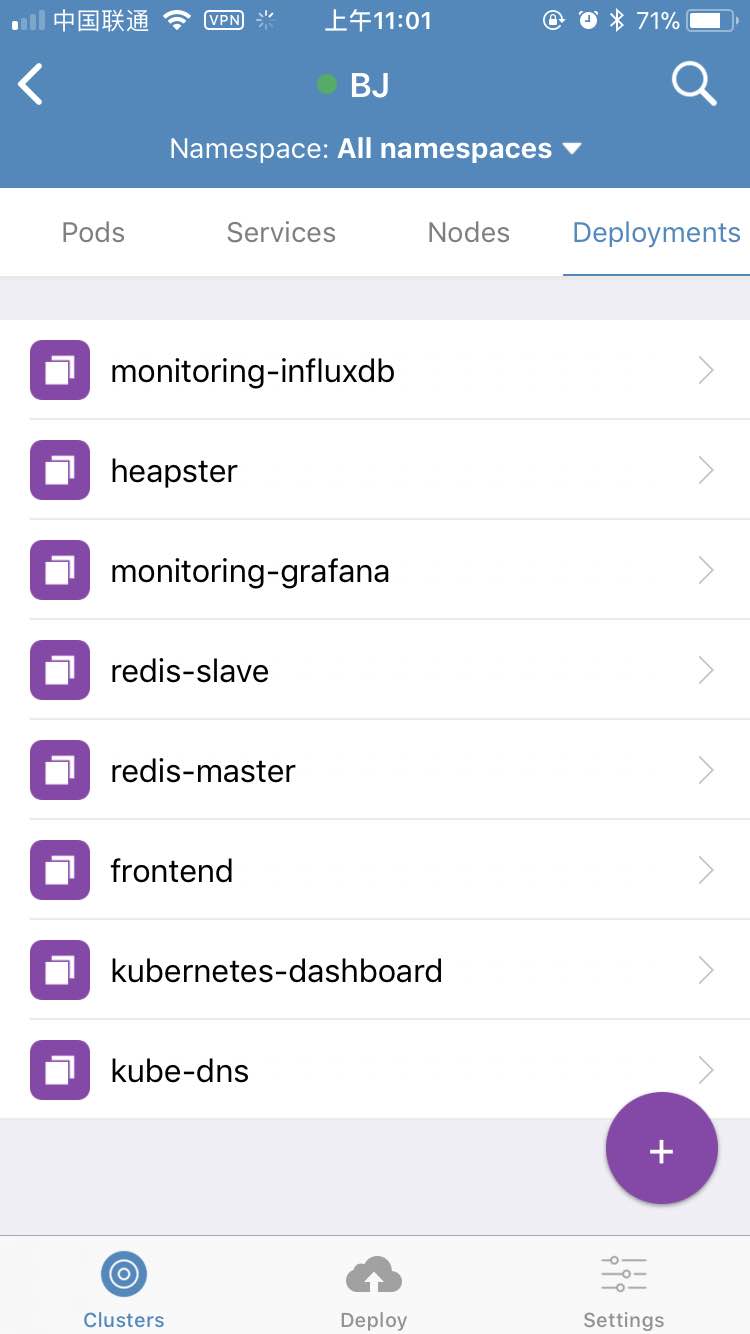 中国联通 VPN 上午11:01 71%
BJ
Namespace: All namespaces
Pods Services Nodes Deployments
monitoring-influxdb
heapster
monitoring-grafana
redis-slave
redis-master
frontend
kubernetes-dashboard
kube-dns
+
Clusters Deploy Settings